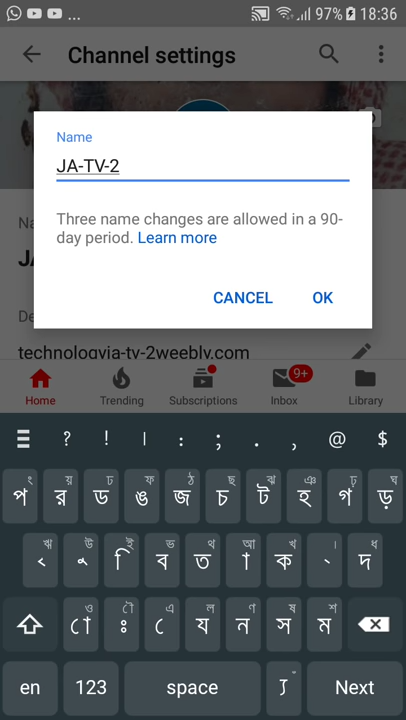 ... 97% 18:36
Channel settings
Name
JA-TV-2
Three name changes are allowed in a 90-
day period. Learn more
CANCEL OK
technologyja-tv-2weebly.com
Home Trending Subscriptions 9+ Inbox Library
? ! | : ; . , @ $
ং য় ঢ ফ ঠ ছ ঝ ঞ ঢ় ঘ
প র ড ঙ জ চ ট হ গ ড়
ঋ উ ই ভ থ আ খ । ধ
ৃ ু ি ব ত া ক ্ দ
ও ৌ এ ল ণ ষ শ
ো ঃ ে য ন স ম
en 123 space Next